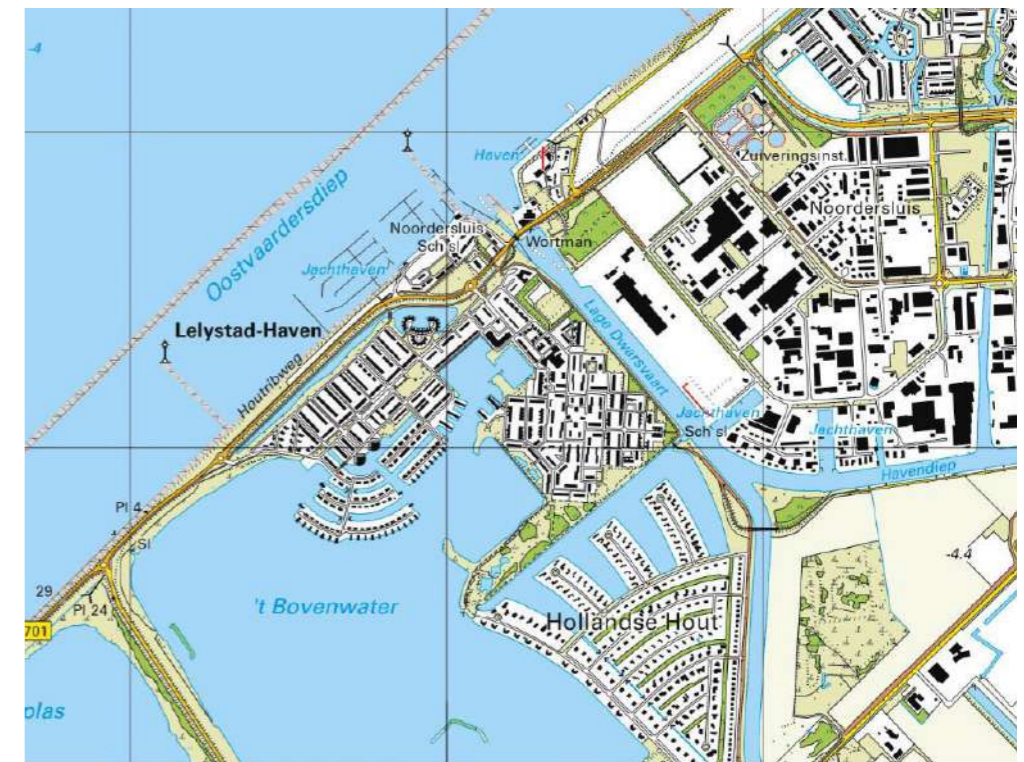 -4
Haven
Zuiveringsinst.
Oostvaardersdiep
Noordersluis
Noordersluis
Sch sl
Wortman
Jachthaven
Lage Dwarsvaart
Lelystad-Haven
Houtribweg
Jachthaven
Sch sl
Jachthaven
Havendiep
Pl 4
Sl
-4.4
29
Pl 24
't Bovenwater
701
Hollandse Hout
plas